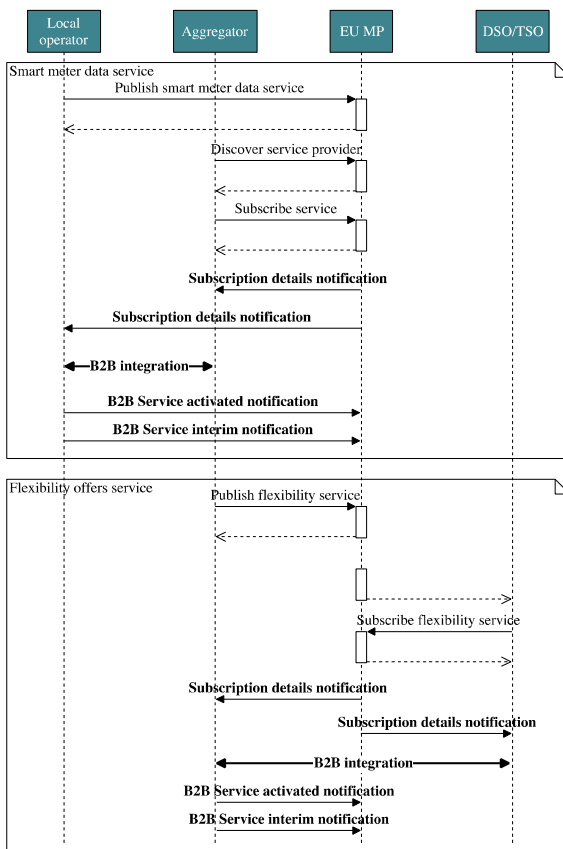 Local
operator
Aggregator
EU MP
DSO/TSO
Smart meter data service
Publish smart meter data service
Discover service provider
Subscribe service
Subscription details notification
Subscription details notification
B2B integration
B2B Service activated notification
B2B Service interim notification
Flexibility offers service
Publish flexibility service
Subscribe flexibility service
Subscription details notification
Subscription details notification
B2B integration
B2B Service activated notification
B2B Service interim notification